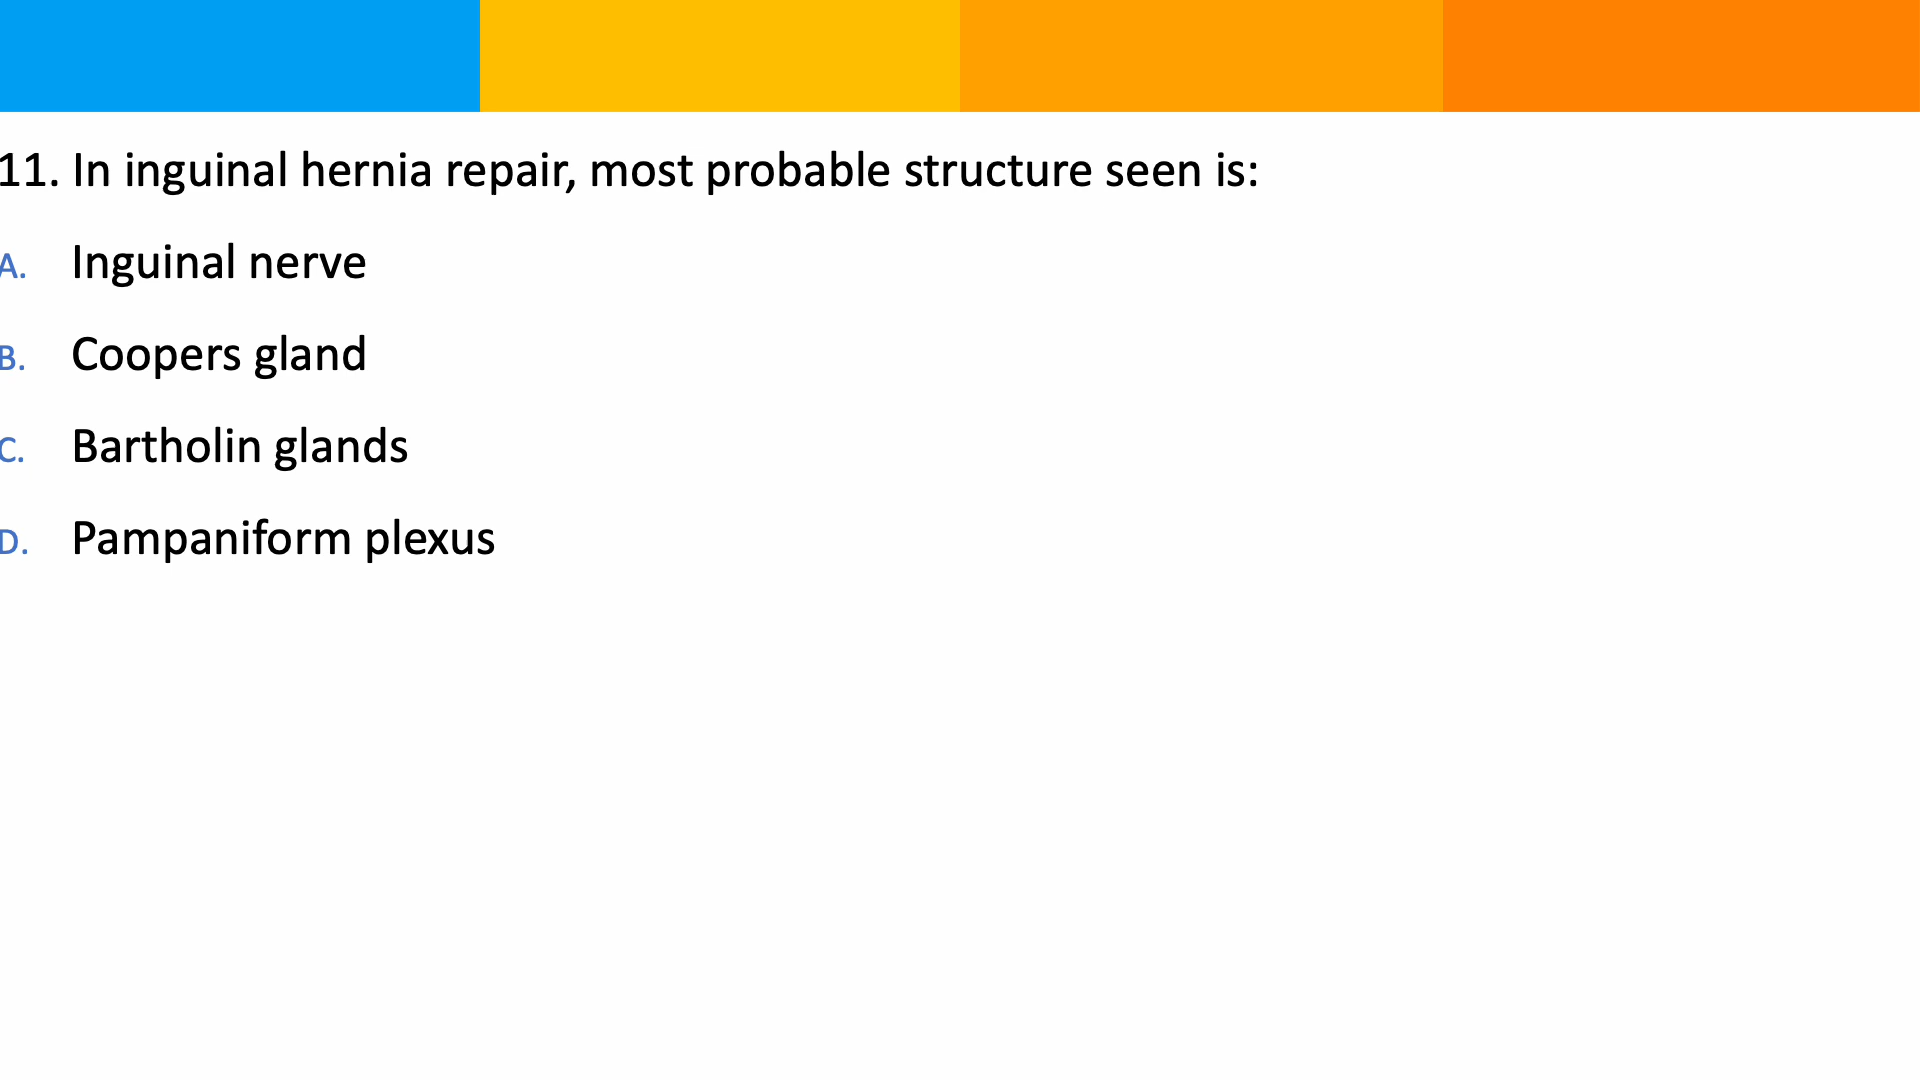 11. In inguinal hernia repair, most probable structure seen is:
A. Inguinal nerve
B. Coopers gland
C. Bartholin glands
D. Pampaniform plexus